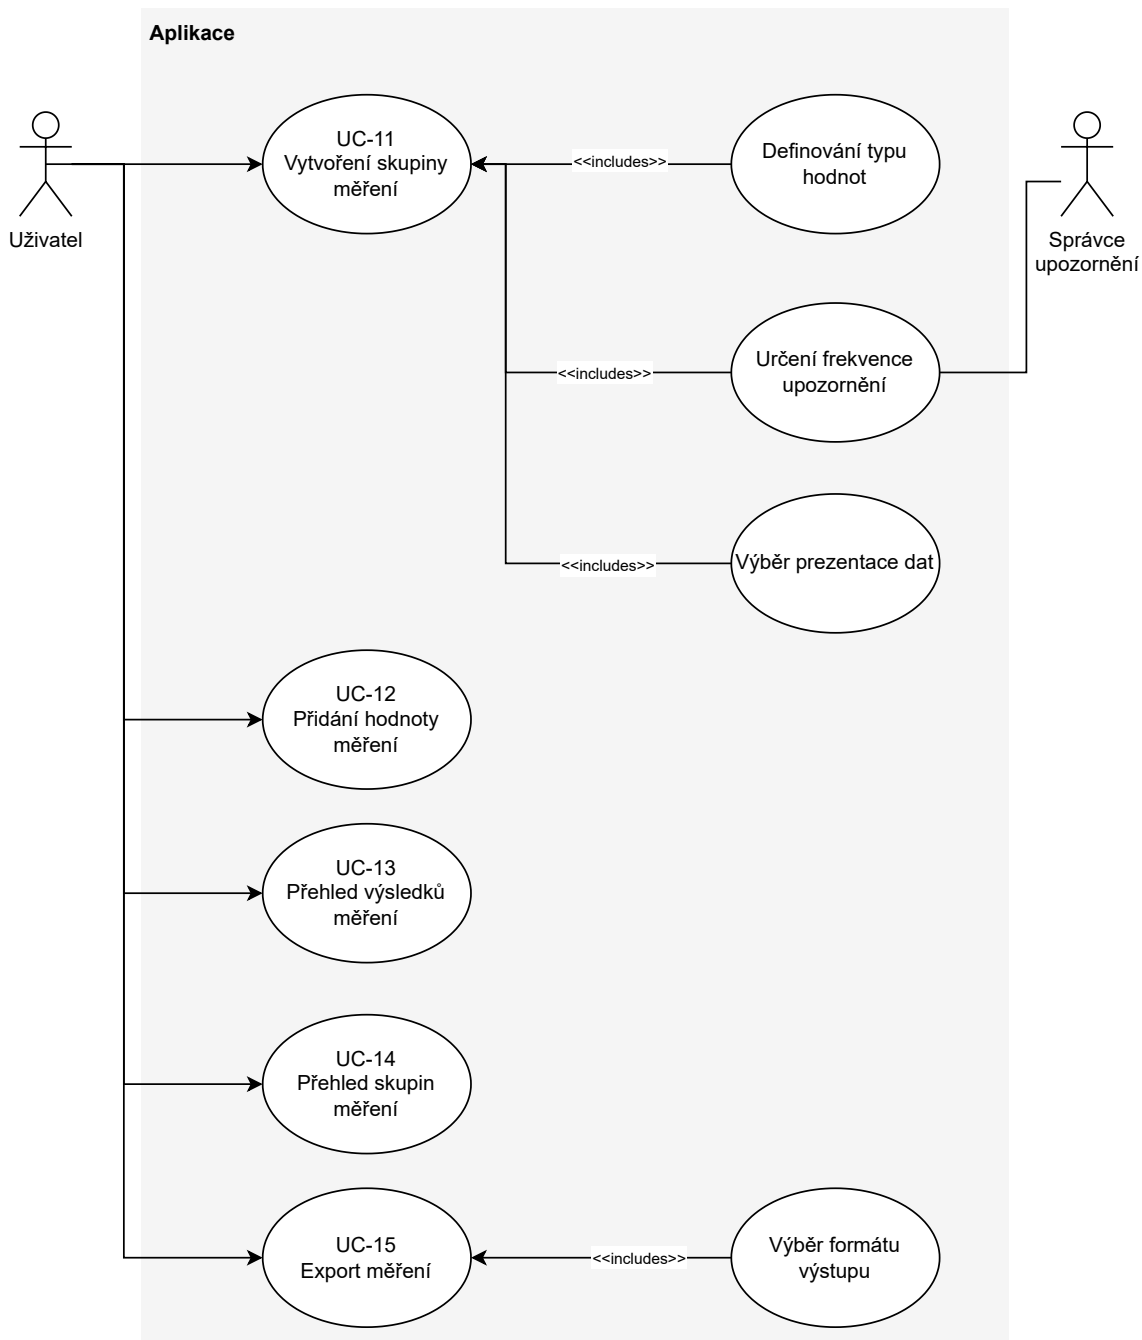 Aplikace
UC-11
Vytvoření skupiny
měření
<<includes>>
Definování typu
hodnot
Uživatel
Správce
upozornění
<<includes>>
Určení frekvence
upozornění
<<includes>>
Výběr prezentace dat
UC-12
Přidání hodnoty
měření
UC-13
Přehled výsledků
měření
UC-14
Přehled skupin
měření
UC-15
Export měření
<<includes>>
Výběr formátu
výstupu